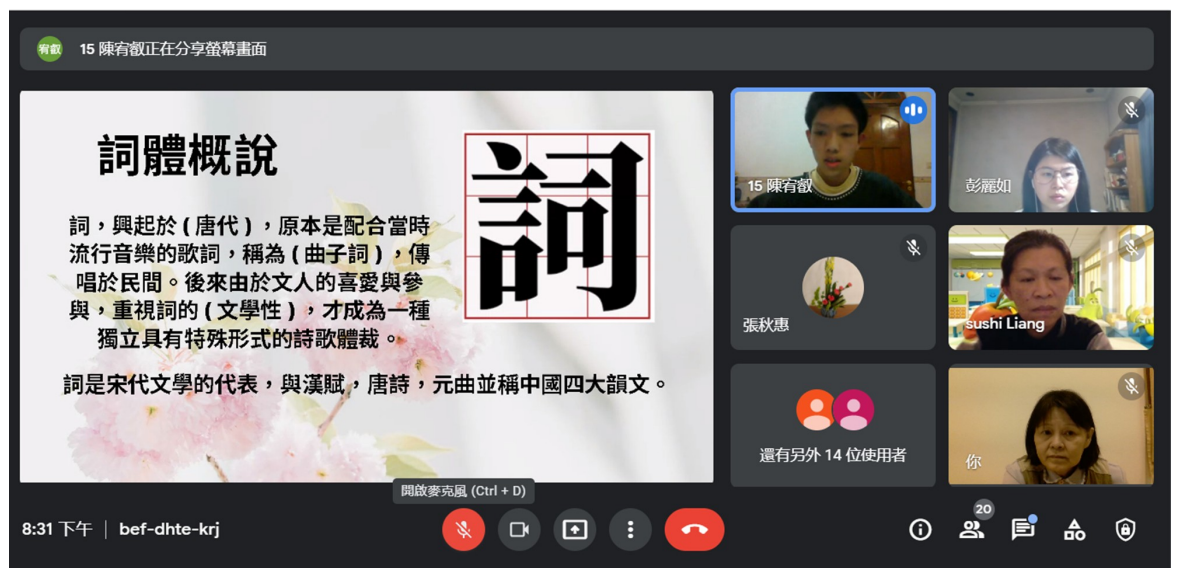 宥叡
15 陳宥叡正在分享螢幕畫面
詞體概說
詞
詞，興起於 ( 唐代 ) ，原本是配合當時
流行音樂的歌詞，稱為 ( 曲子詞 ) ，傳
唱於民間。後來由於文人的喜愛與參
與，重視詞的 ( 文學性 ) ，才成為一種
獨立具有特殊形式的詩歌體裁。
詞是宋代文學的代表，與漢賦，唐詩，元曲並稱中國四大韻文。
15 陳宥叡
彭麗如
張秋惠
sushi Liang
還有另外 14 位使用者
你
開啟麥克風 (Ctrl + D)
8:31 下午 | bef-dhte-krj
20